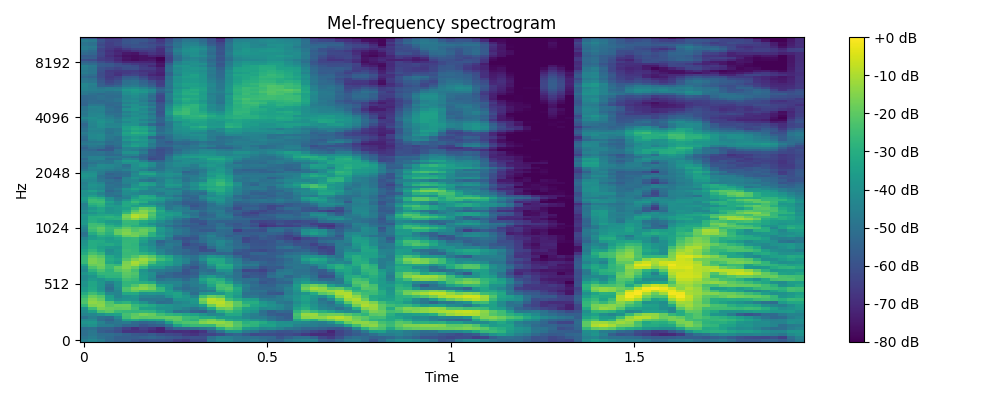 Mel-frequency spectrogram
Hz
8192
4096
2048
1024
512
0
0
0.5
1
1.5
Time
+0 dB
-10 dB
-20 dB
-30 dB
-40 dB
-50 dB
-60 dB
-70 dB
-80 dB